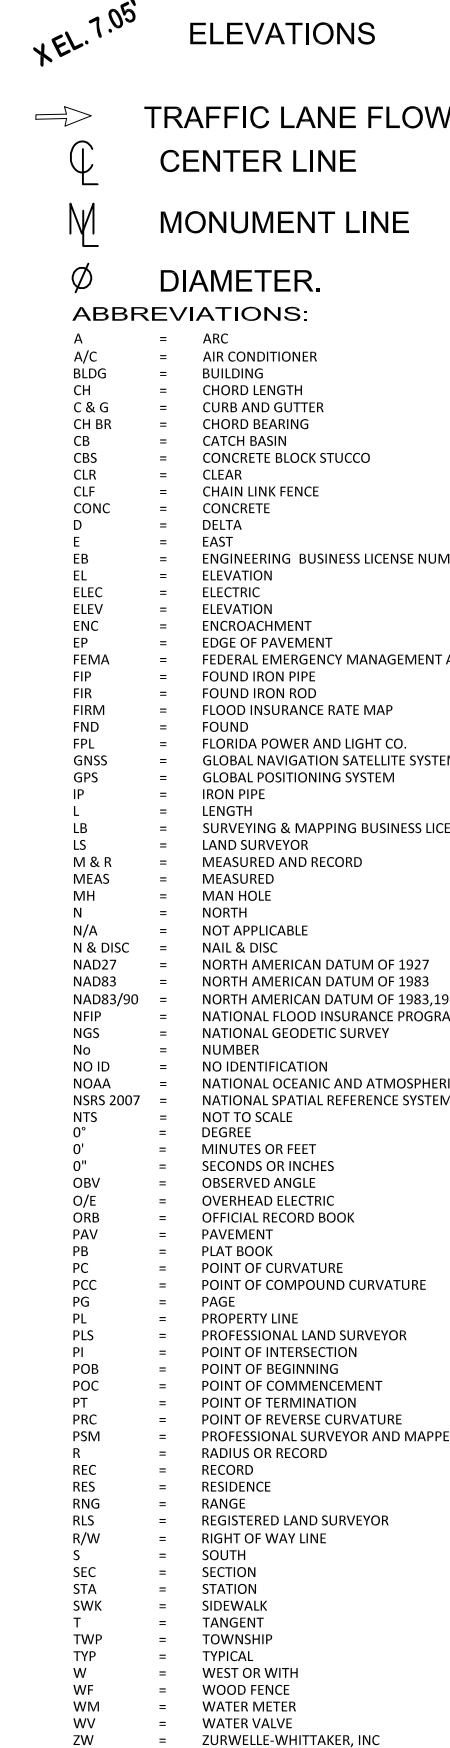 X EL. 7.05' ELEVATIONS
TRAFFIC LANE FLOW
CENTER LINE
MONUMENT LINE
Ø DIAMETER.
ABBREVIATIONS:
A = ARC
A/C = AIR CONDITIONER
BLDG = BUILDING
CH = CHORD LENGTH
C & G = CURB AND GUTTER
CH BR = CHORD BEARING
CB = CATCH BASIN
CBS = CONCRETE BLOCK STUCCO
CLR = CLEAR
CLF = CHAIN LINK FENCE
CONC = CONCRETE
D = DELTA
E = EAST
EB = ENGINEERING BUSINESS LICENSE NUM
EL = ELEVATION
ELEC = ELECTRIC
ELEV = ELEVATION
ENC = ENCROACHMENT
EP = EDGE OF PAVEMENT
FEMA = FEDERAL EMERGENCY MANAGEMENT A
FIP = FOUND IRON PIPE
FIR = FOUND IRON ROD
FIRM = FLOOD INSURANCE RATE MAP
FND = FOUND
FPL = FLORIDA POWER AND LIGHT CO.
GNSS = GLOBAL NAVIGATION SATELLITE SYSTEM
GPS = GLOBAL POSITIONING SYSTEM
IP = IRON PIPE
L = LENGTH
LB = SURVEYING & MAPPING BUSINESS LICE
LS = LAND SURVEYOR
M & R = MEASURED AND RECORD
MEAS = MEASURED
MH = MAN HOLE
N = NORTH
N/A = NOT APPLICABLE
N & DISC = NAIL & DISC
NAD27 = NORTH AMERICAN DATUM OF 1927
NAD83 = NORTH AMERICAN DATUM OF 1983
NAD83/90 = NORTH AMERICAN DATUM OF 1983,19
NFIP = NATIONAL FLOOD INSURANCE PROGRA
NGS = NATIONAL GEODETIC SURVEY
No = NUMBER
NO ID = NO IDENTIFICATION
NOAA = NATIONAL OCEANIC AND ATMOSPHERI
NSRS 2007 = NATIONAL SPATIAL REFERENCE SYSTEM
NTS = NOT TO SCALE
0° = DEGREE
0' = MINUTES OR FEET
0" = SECONDS OR INCHES
OBV = OBSERVED ANGLE
O/E = OVERHEAD ELECTRIC
ORB = OFFICIAL RECORD BOOK
PAV = PAVEMENT
PB = PLAT BOOK
PC = POINT OF CURVATURE
PCC = POINT OF COMPOUND CURVATURE
PG = PAGE
PL = PROPERTY LINE
PLS = PROFESSIONAL LAND SURVEYOR
PI = POINT OF INTERSECTION
POB = POINT OF BEGINNING
POC = POINT OF COMMENCEMENT
PT = POINT OF TERMINATION
PRC = POINT OF REVERSE CURVATURE
PSM = PROFESSIONAL SURVEYOR AND MAPPE
R = RADIUS OR RECORD
REC = RECORD
RES = RESIDENCE
RNG = RANGE
RLS = REGISTERED LAND SURVEYOR
R/W = RIGHT OF WAY LINE
S = SOUTH
SEC = SECTION
STA = STATION
SWK = SIDEWALK
T = TANGENT
TWP = TOWNSHIP
TYP = TYPICAL
W = WEST OR WITH
WF = WOOD FENCE
WM = WATER METER
WV = WATER VALVE
ZW = ZURWELLE-WHITTAKER, INC